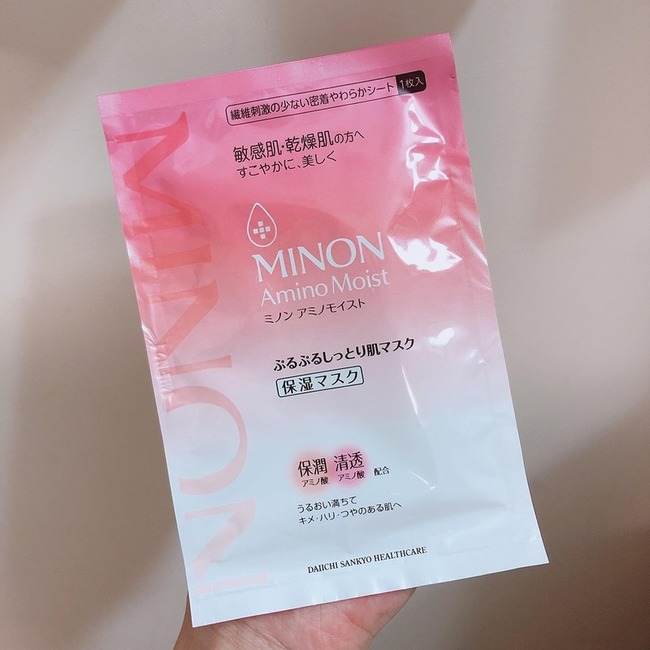 繊維刺激の少ない密着やわらかシート 1枚入
敏感肌・乾燥肌の方へ
すこやかに、美しく
MINON
MINON
Amino Moist
ミノン アミノモイスト
ぷるぷるしっとり肌マスク
保湿マスク
保潤 清透
アミノ酸 アミノ酸 配合
うるおい満ちて
キメ・ハリ・つやのある肌へ
DAIICHI SANKYO HEALTHCARE